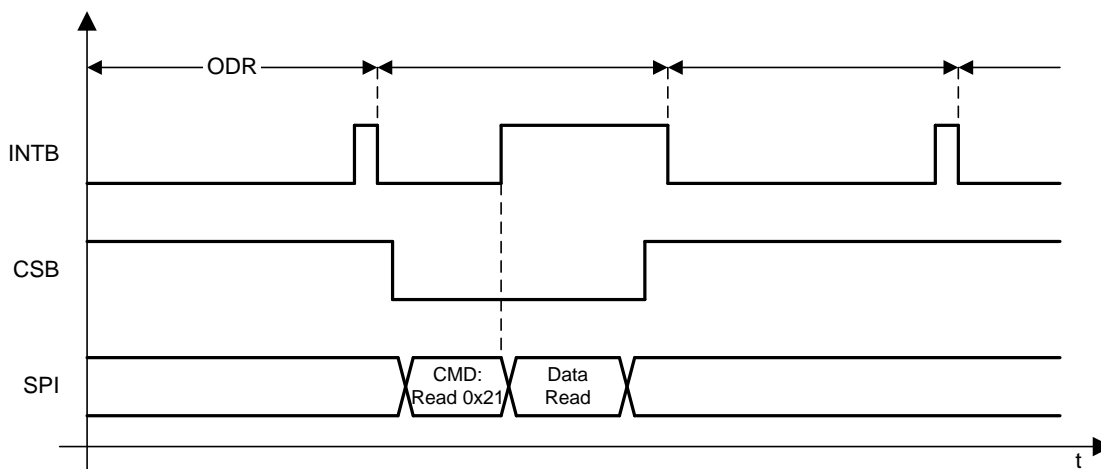 ODR
INTB
CSB
SPI
CMD:
Read 0x21
Data
Read
t